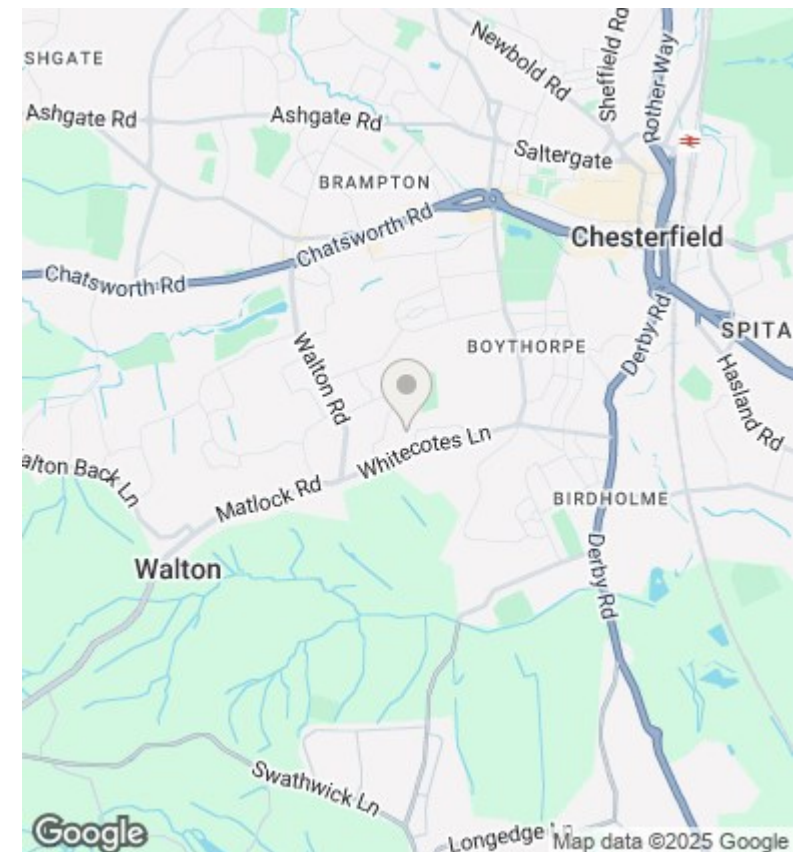 SHGATE
Newbold Rd
Sheffield Rd
Rother Way
Ashgate Rd
Ashgate Rd
Saltergate
BRAMPTON
Chatsworth Rd
Chesterfield
Chatsworth Rd
SPITA
BOYTHORPE
Derby Rd
Hasland Rd
Walton Rd
Whitecotes Ln
alton Back Ln
Matlock Rd
BIRDHOLME
Walton
Derby Rd
Swathwick Ln
Longedge Ln
Google
Map data ©2025 Google